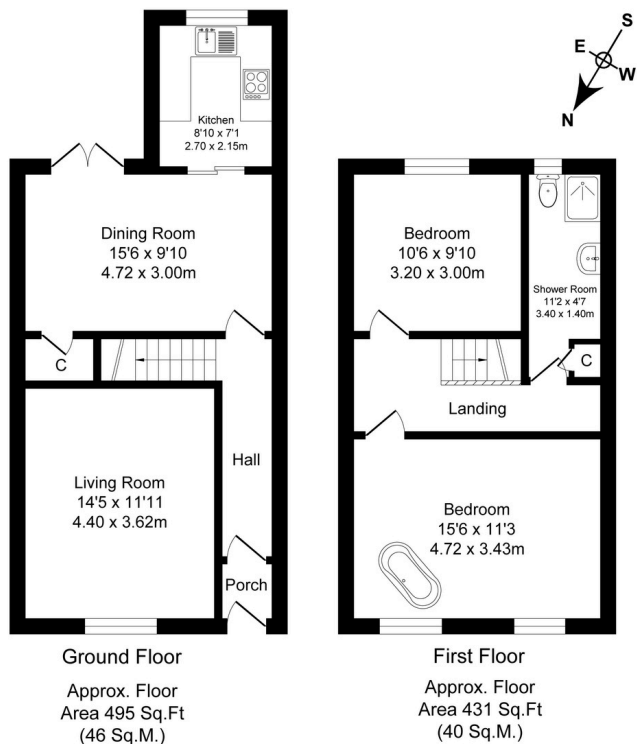 Kitchen
8'10 x 7'1
2.70 x 2.15m
Dining Room
15'6 x 9'10
4.72 x 3.00m
C
Hall
Living Room
14'5 x 11'11
4.40 x 3.62m
Porch
Ground Floor
Approx. Floor
Area 495 Sq.Ft
(46 Sq.M.)
S
E
W
N
Bedroom
10'6 x 9'10
3.20 x 3.00m
Shower Room
11'2 x 4'7
3.40 x 1.40m
C
Landing
Bedroom
15'6 x 11'3
4.72 x 3.43m
First Floor
Approx. Floor
Area 431 Sq.Ft
(40 Sq.M.)